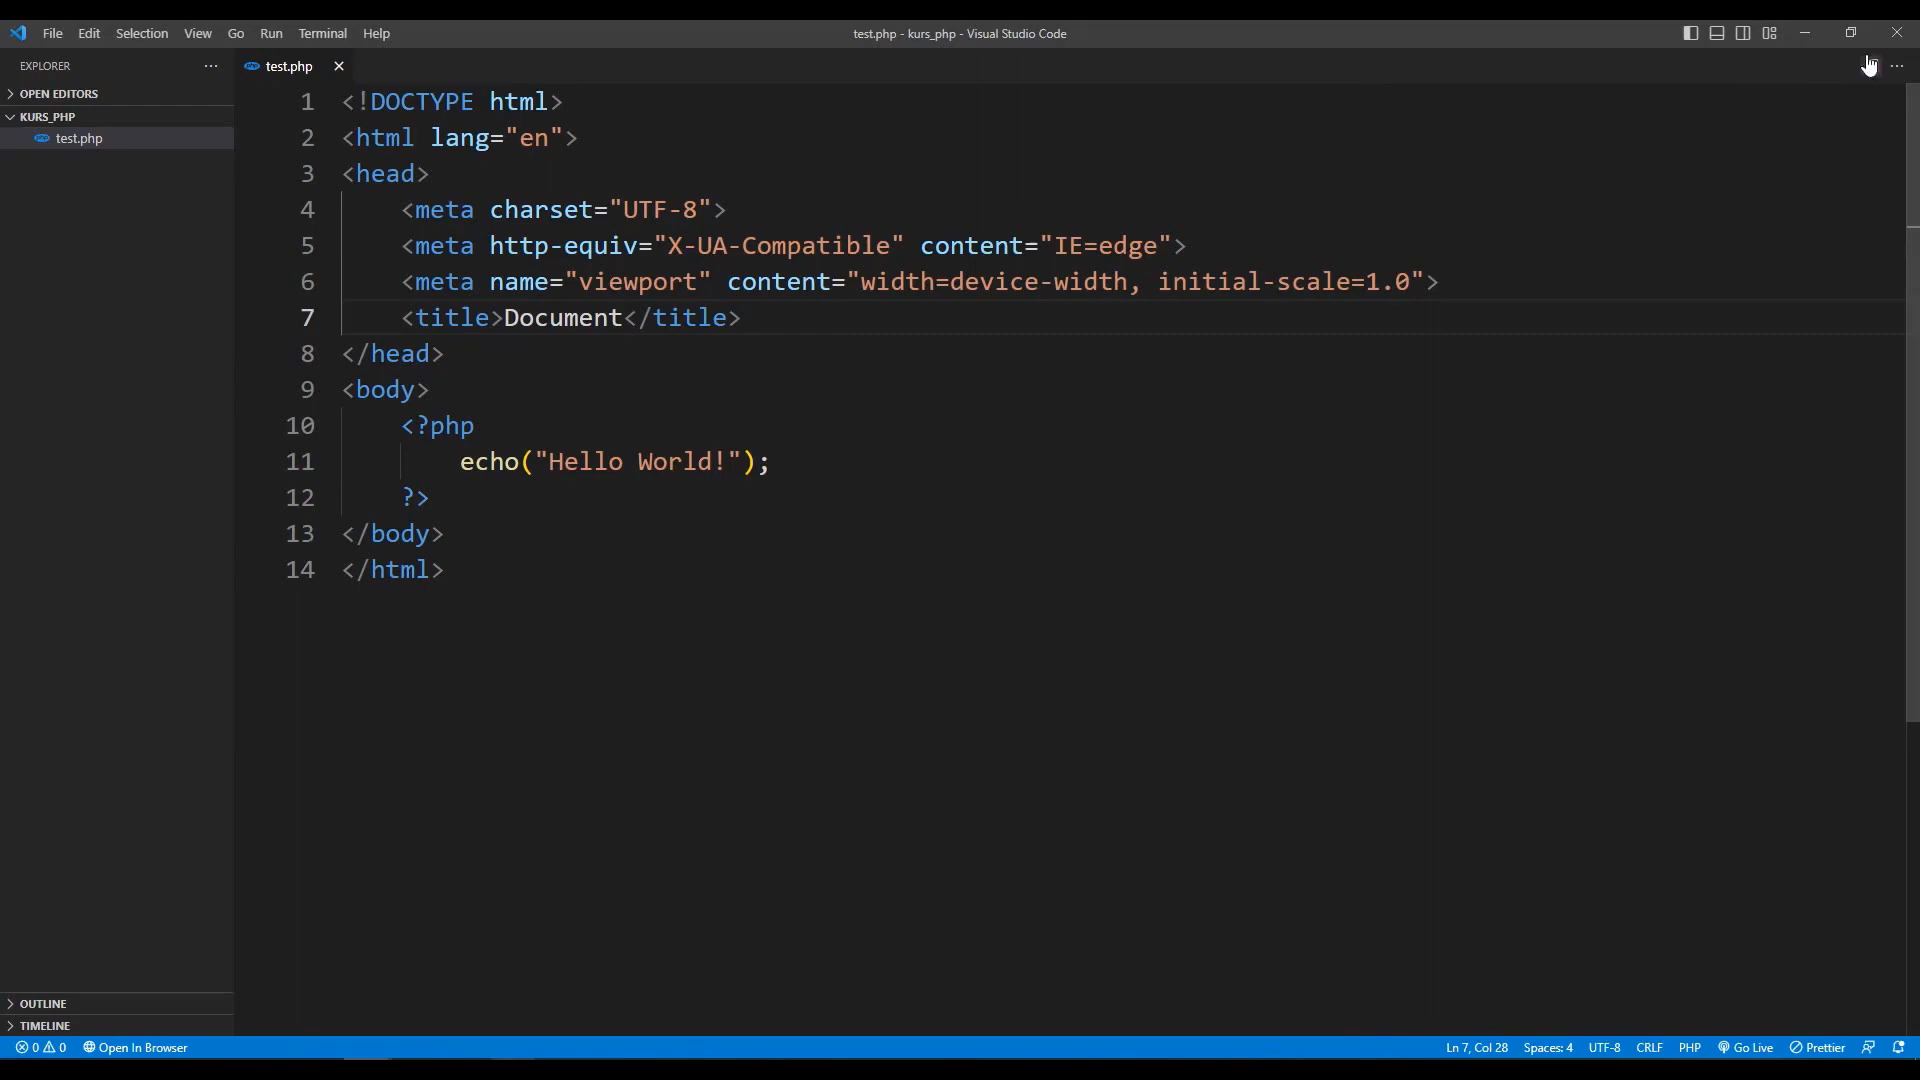 File Edit Selection View Go Run Terminal Help
test.php - kurs_php - Visual Studio Code
EXPLORER
OPEN EDITORS
KURS_PHP
test.php
test.php
1 <!DOCTYPE html>
2 <html lang="en">
3 <head>
4 <meta charset="UTF-8">
5 <meta http-equiv="X-UA-Compatible" content="IE=edge">
6 <meta name="viewport" content="width=device-width, initial-scale=1.0">
7 <title>Document</title>
8 </head>
9 <body>
10 <?php
11 echo("Hello World!");
12 ?>
13 </body>
14 </html>
OUTLINE
TIMELINE
0 0 Open In Browser
Ln 7, Col 28 Spaces: 4 UTF-8 CRLF PHP Go Live Prettier